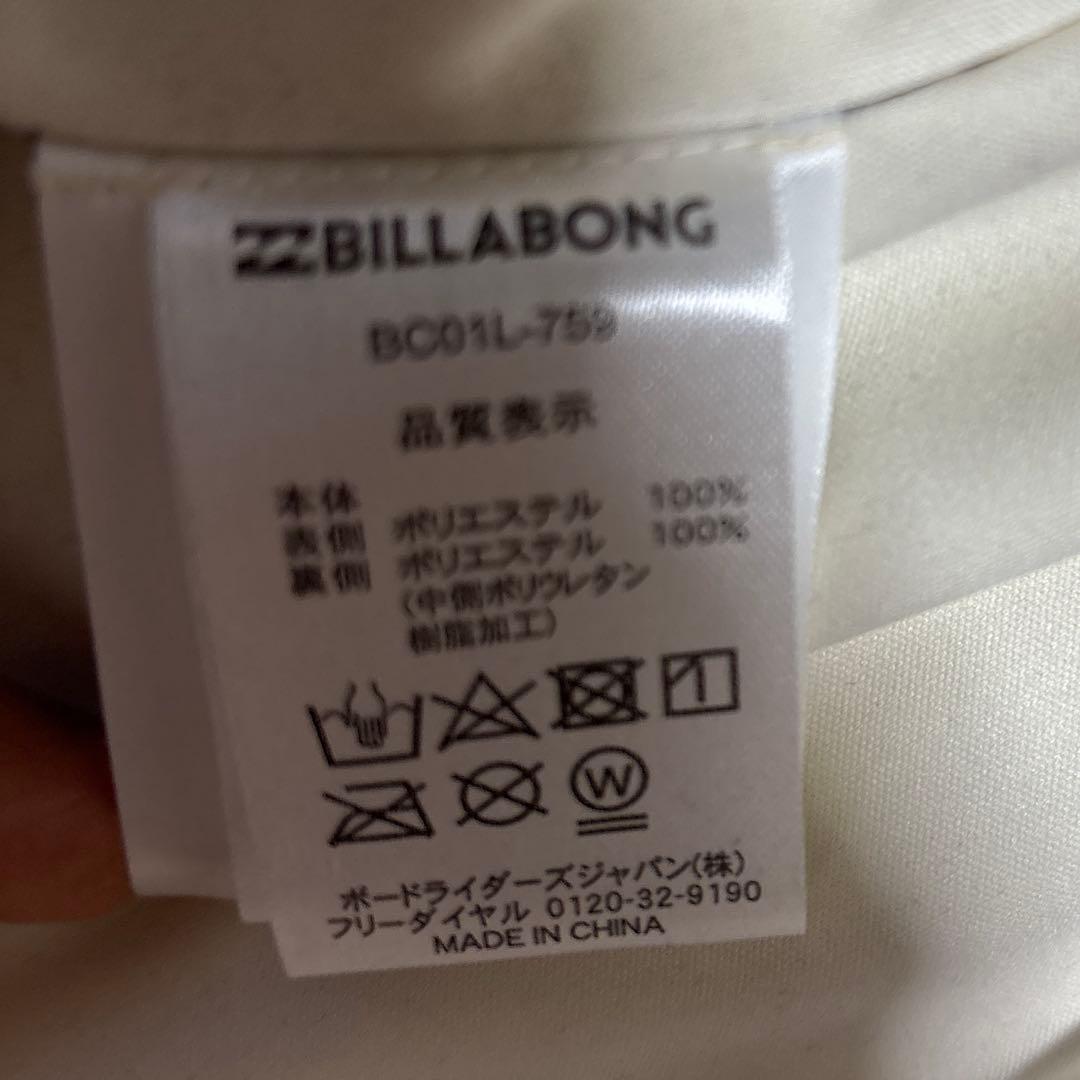 BILLABONG
BC01L-759
品質表示
本体
表側 ポリエステル 100%
裏側 ポリエステル 100%
(中側ポリウレタン
樹脂加工)
W
ボードライダーズジャパン(株)
フリーダイヤル 0120-32-9190
MADE IN CHINA